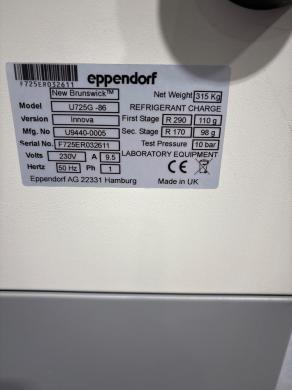 F725ER032611
eppendorf
New Brunswick™
Net Weight 315 Kg
Model U725G -86
REFRIGERANT CHARGE
Version Innova
First Stage R 290 110 g
Mfg. No U9440-0005
Sec. Stage R 170 98 g
Serial No. F725ER032611
Test Pressure 10 bar
Volts 230V A 9.5
LABORATORY EQUIPMENT
Hertz 50 Hz Ph 1
CE
Eppendorf AG 22331 Hamburg
Made in UK